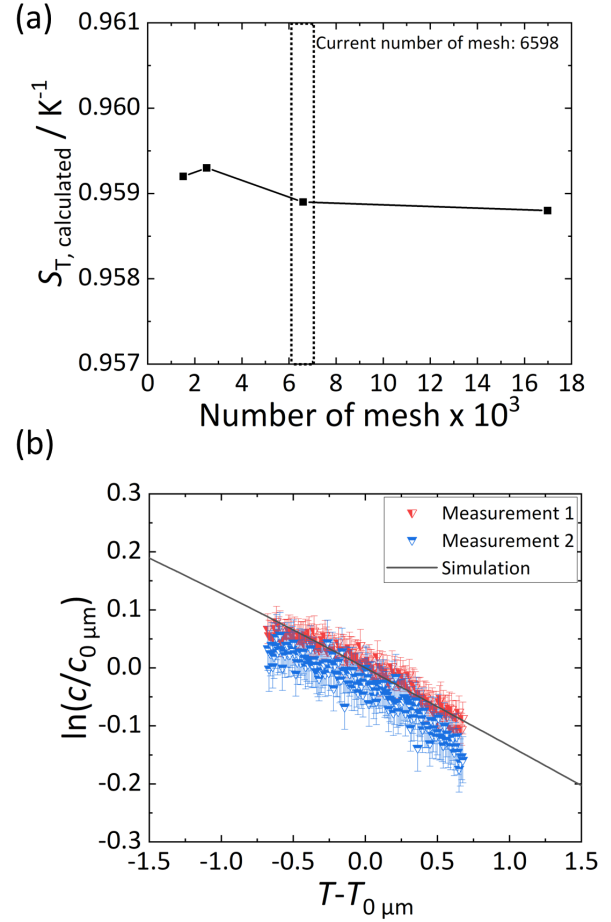 (a)
0.961
0.960
0.959
0.958
0.957
S_T, calculated / K^-1
Current number of mesh: 6598
0 2 4 6 8 10 12 14 16 18
Number of mesh x 10^3
(b)
0.3
0.2
0.1
0.0
-0.1
-0.2
-0.3
ln(c/c_0 μm)
Measurement 1
Measurement 2
Simulation
-1.5 -1.0 -0.5 0.0 0.5 1.0 1.5
T-T_0 μm